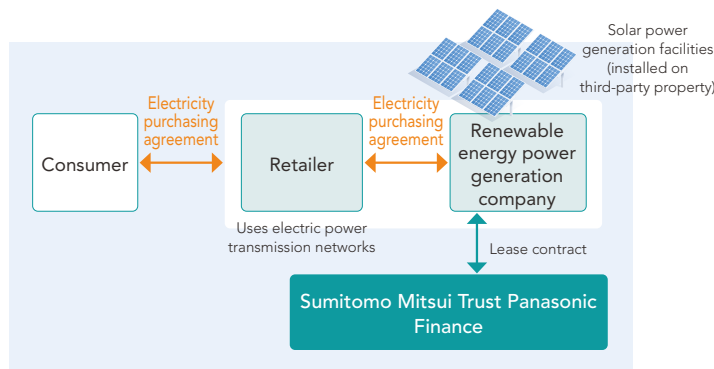 Solar power
generation facilities
(installed on
third-party property)
Electricity
purchasing
agreement
Electricity
purchasing
agreement
Consumer
Retailer
Renewable
energy power
generation
company
Uses electric power
transmission networks
Lease contract
Sumitomo Mitsui Trust Panasonic
Finance